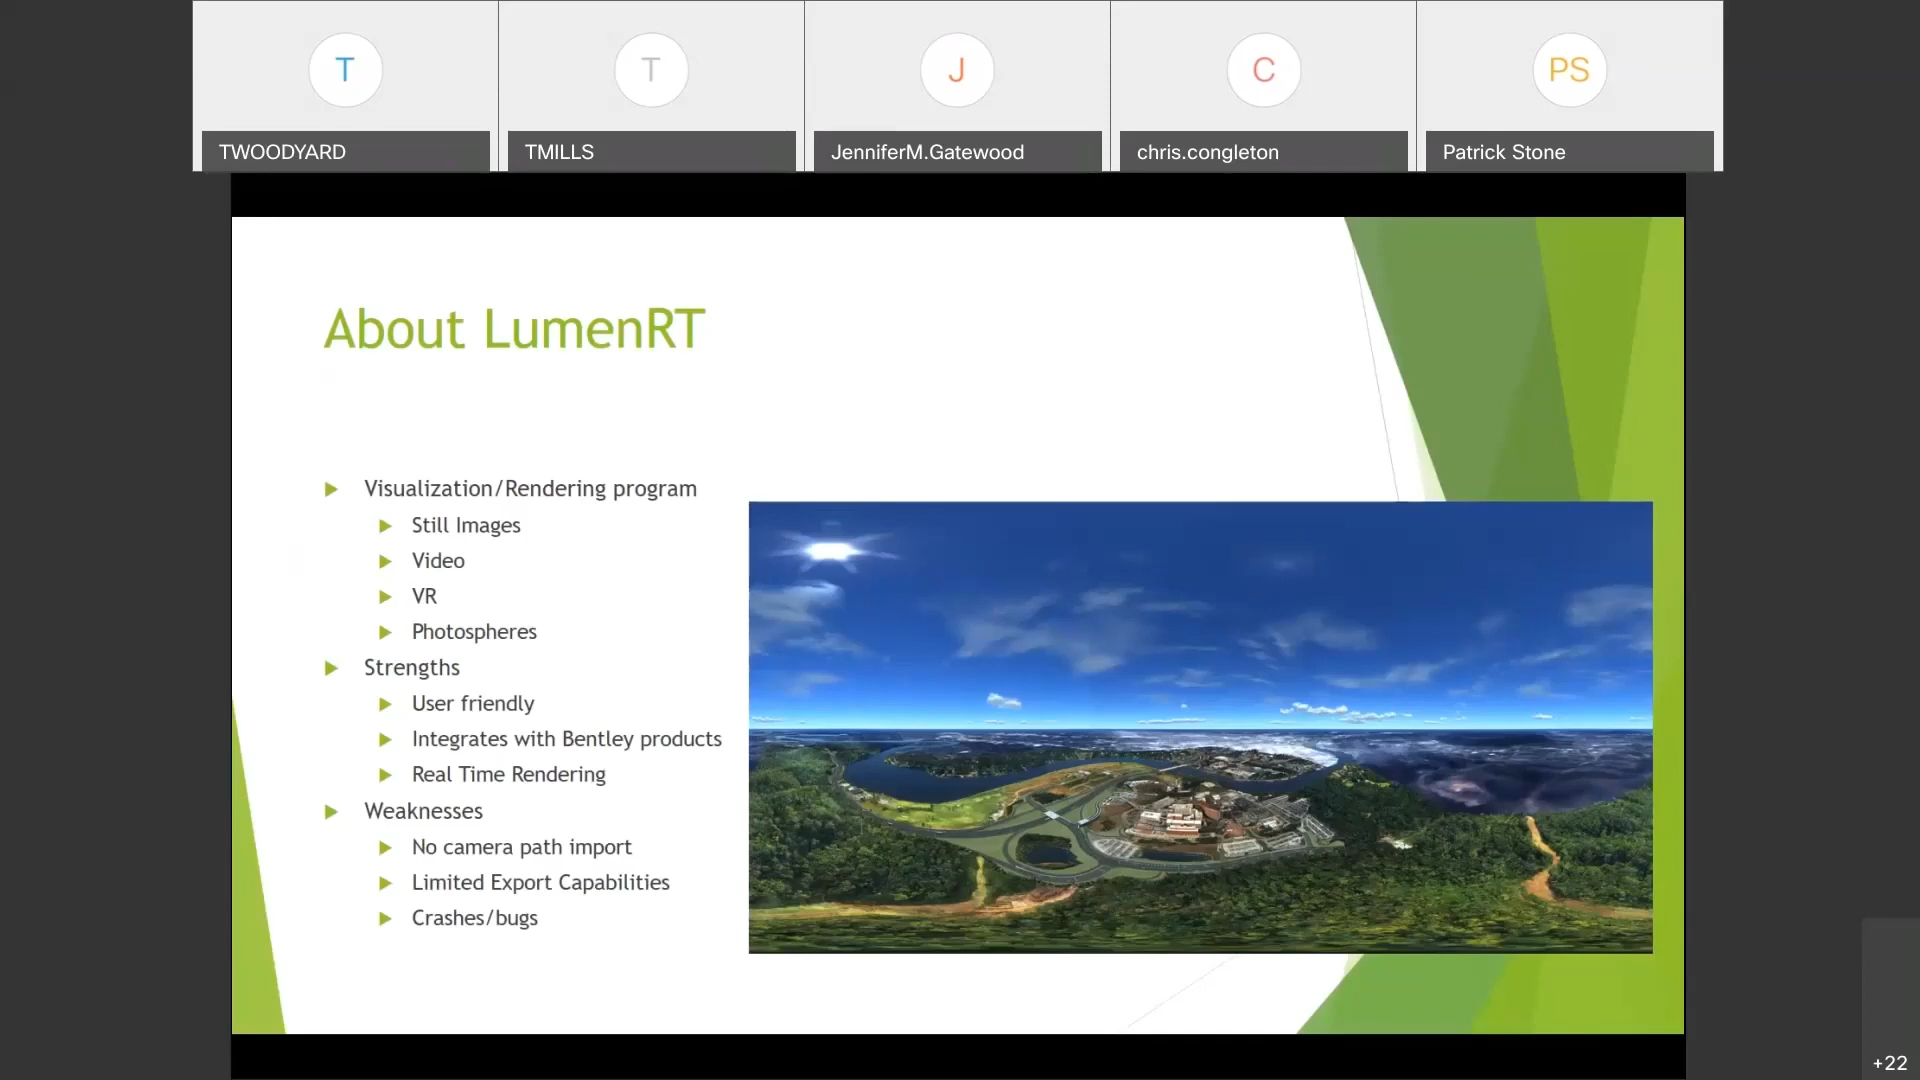 T
T
J
C
PS
TWOODYARD
TMILLS
JenniferM.Gatewood
chris.congleton
Patrick Stone
About LumenRT
Visualization/Rendering program
Still Images
Video
VR
Photospheres
Strengths
User friendly
Integrates with Bentley products
Real Time Rendering
Weaknesses
No camera path import
Limited Export Capabilities
Crashes/bugs
+22